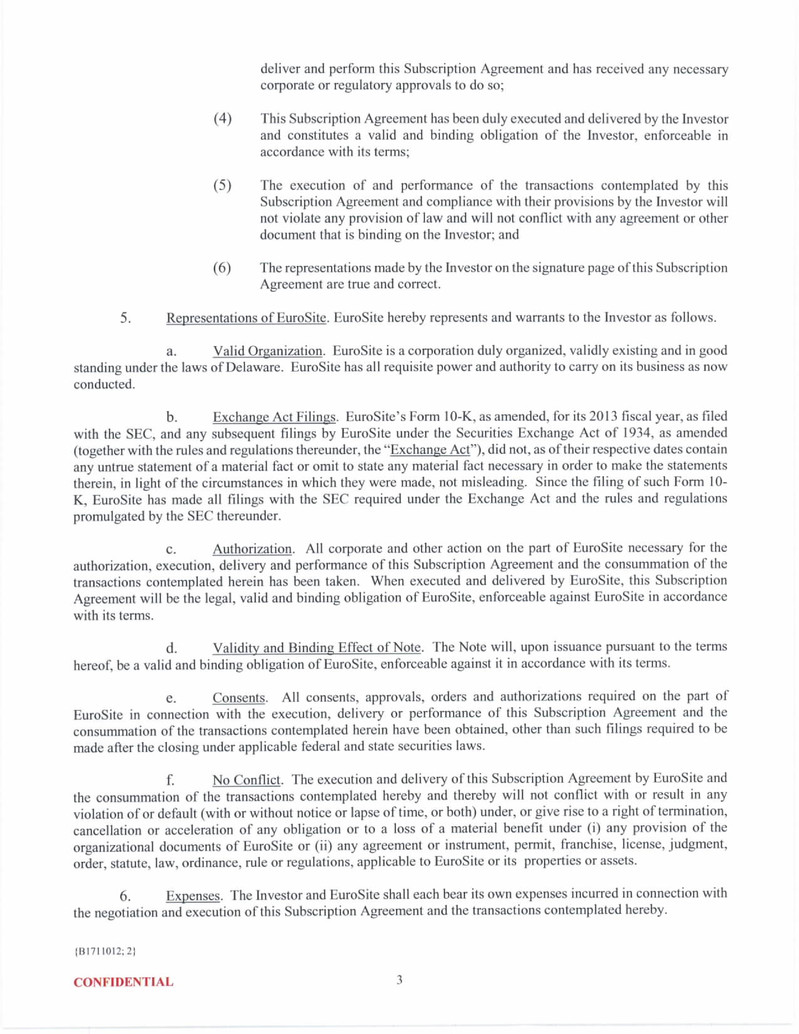 deliver and perform this Subscription Agreement and has received any necessary
corporate or regulatory approvals to do so;
(4) This Subscription Agreement has been duly executed and delivered by the Investor
and constitutes a valid and binding obligation of the Investor, enforceable in
accordance with its terms;
(5) The execution of and performance of the transactions contemplated by this
Subscription Agreement and compliance with their provisions by the Investor will
not violate any provision of law and will not conflict with any agreement or other
document that is binding on the Investor; and
(6) The representations made by the Investor on the signature page of this Subscription
Agreement are true and correct.
5. Representations of EuroSite. EuroSite hereby represents and warrants to the Investor as follows.
a. Valid Organization. EuroSite is a corporation duly organized, validly existing and in good
standing under the laws of Delaware. EuroSite has all requisite power and authority to carry on its business as now
conducted.
b. Exchange Act Filings. EuroSite's Form 10-K, as amended, for its 2013 fiscal year, as filed
with the SEC, and any subsequent filings by EuroSite under the Securities Exchange Act of 1934, as amended
(together with the rules and regulations thereunder, the “Exchange Act”), did not, as of their respective dates contain
any untrue statement of a material fact or omit to state any material fact necessary in order to make the statements
therein, in light of the circumstances in which they were made, not misleading. Since the filing of such Form 10-
K, EuroSite has made all filings with the SEC required under the Exchange Act and the rules and regulations
promulgated by the SEC thereunder.
c. Authorization. All corporate and other action on the part of EuroSite necessary for the
authorization, execution, delivery and performance of this Subscription Agreement and the consummation of the
transactions contemplated herein has been taken. When executed and delivered by EuroSite, this Subscription
Agreement will be the legal, valid and binding obligation of EuroSite, enforceable against EuroSite in accordance
with its terms.
d. Validity and Binding Effect of Note. The Note will, upon issuance pursuant to the terms
hereof, be a valid and binding obligation of EuroSite, enforceable against it in accordance with its terms.
e. Consents. All consents, approvals, orders and authorizations required on the part of
EuroSite in connection with the execution, delivery or performance of this Subscription Agreement and the
consummation of the transactions contemplated herein have been obtained, other than such filings required to be
made after the closing under applicable federal and state securities laws.
f. No Conflict. The execution and delivery of this Subscription Agreement by EuroSite and
the consummation of the transactions contemplated hereby and thereby will not conflict with or result in any
violation of or default (with or without notice or lapse of time, or both) under, or give rise to a right of termination,
cancellation or acceleration of any obligation or to a loss of a material benefit under (i) any provision of the
organizational documents of EuroSite or (ii) any agreement or instrument, permit, franchise, license, judgment,
order, statute, law, ordinance, rule or regulations, applicable to EuroSite or its properties or assets.
6. Expenses. The Investor and EuroSite shall each bear its own expenses incurred in connection with
the negotiation and execution of this Subscription Agreement and the transactions contemplated hereby.
{B1711012; 2}
CONFIDENTIAL 3